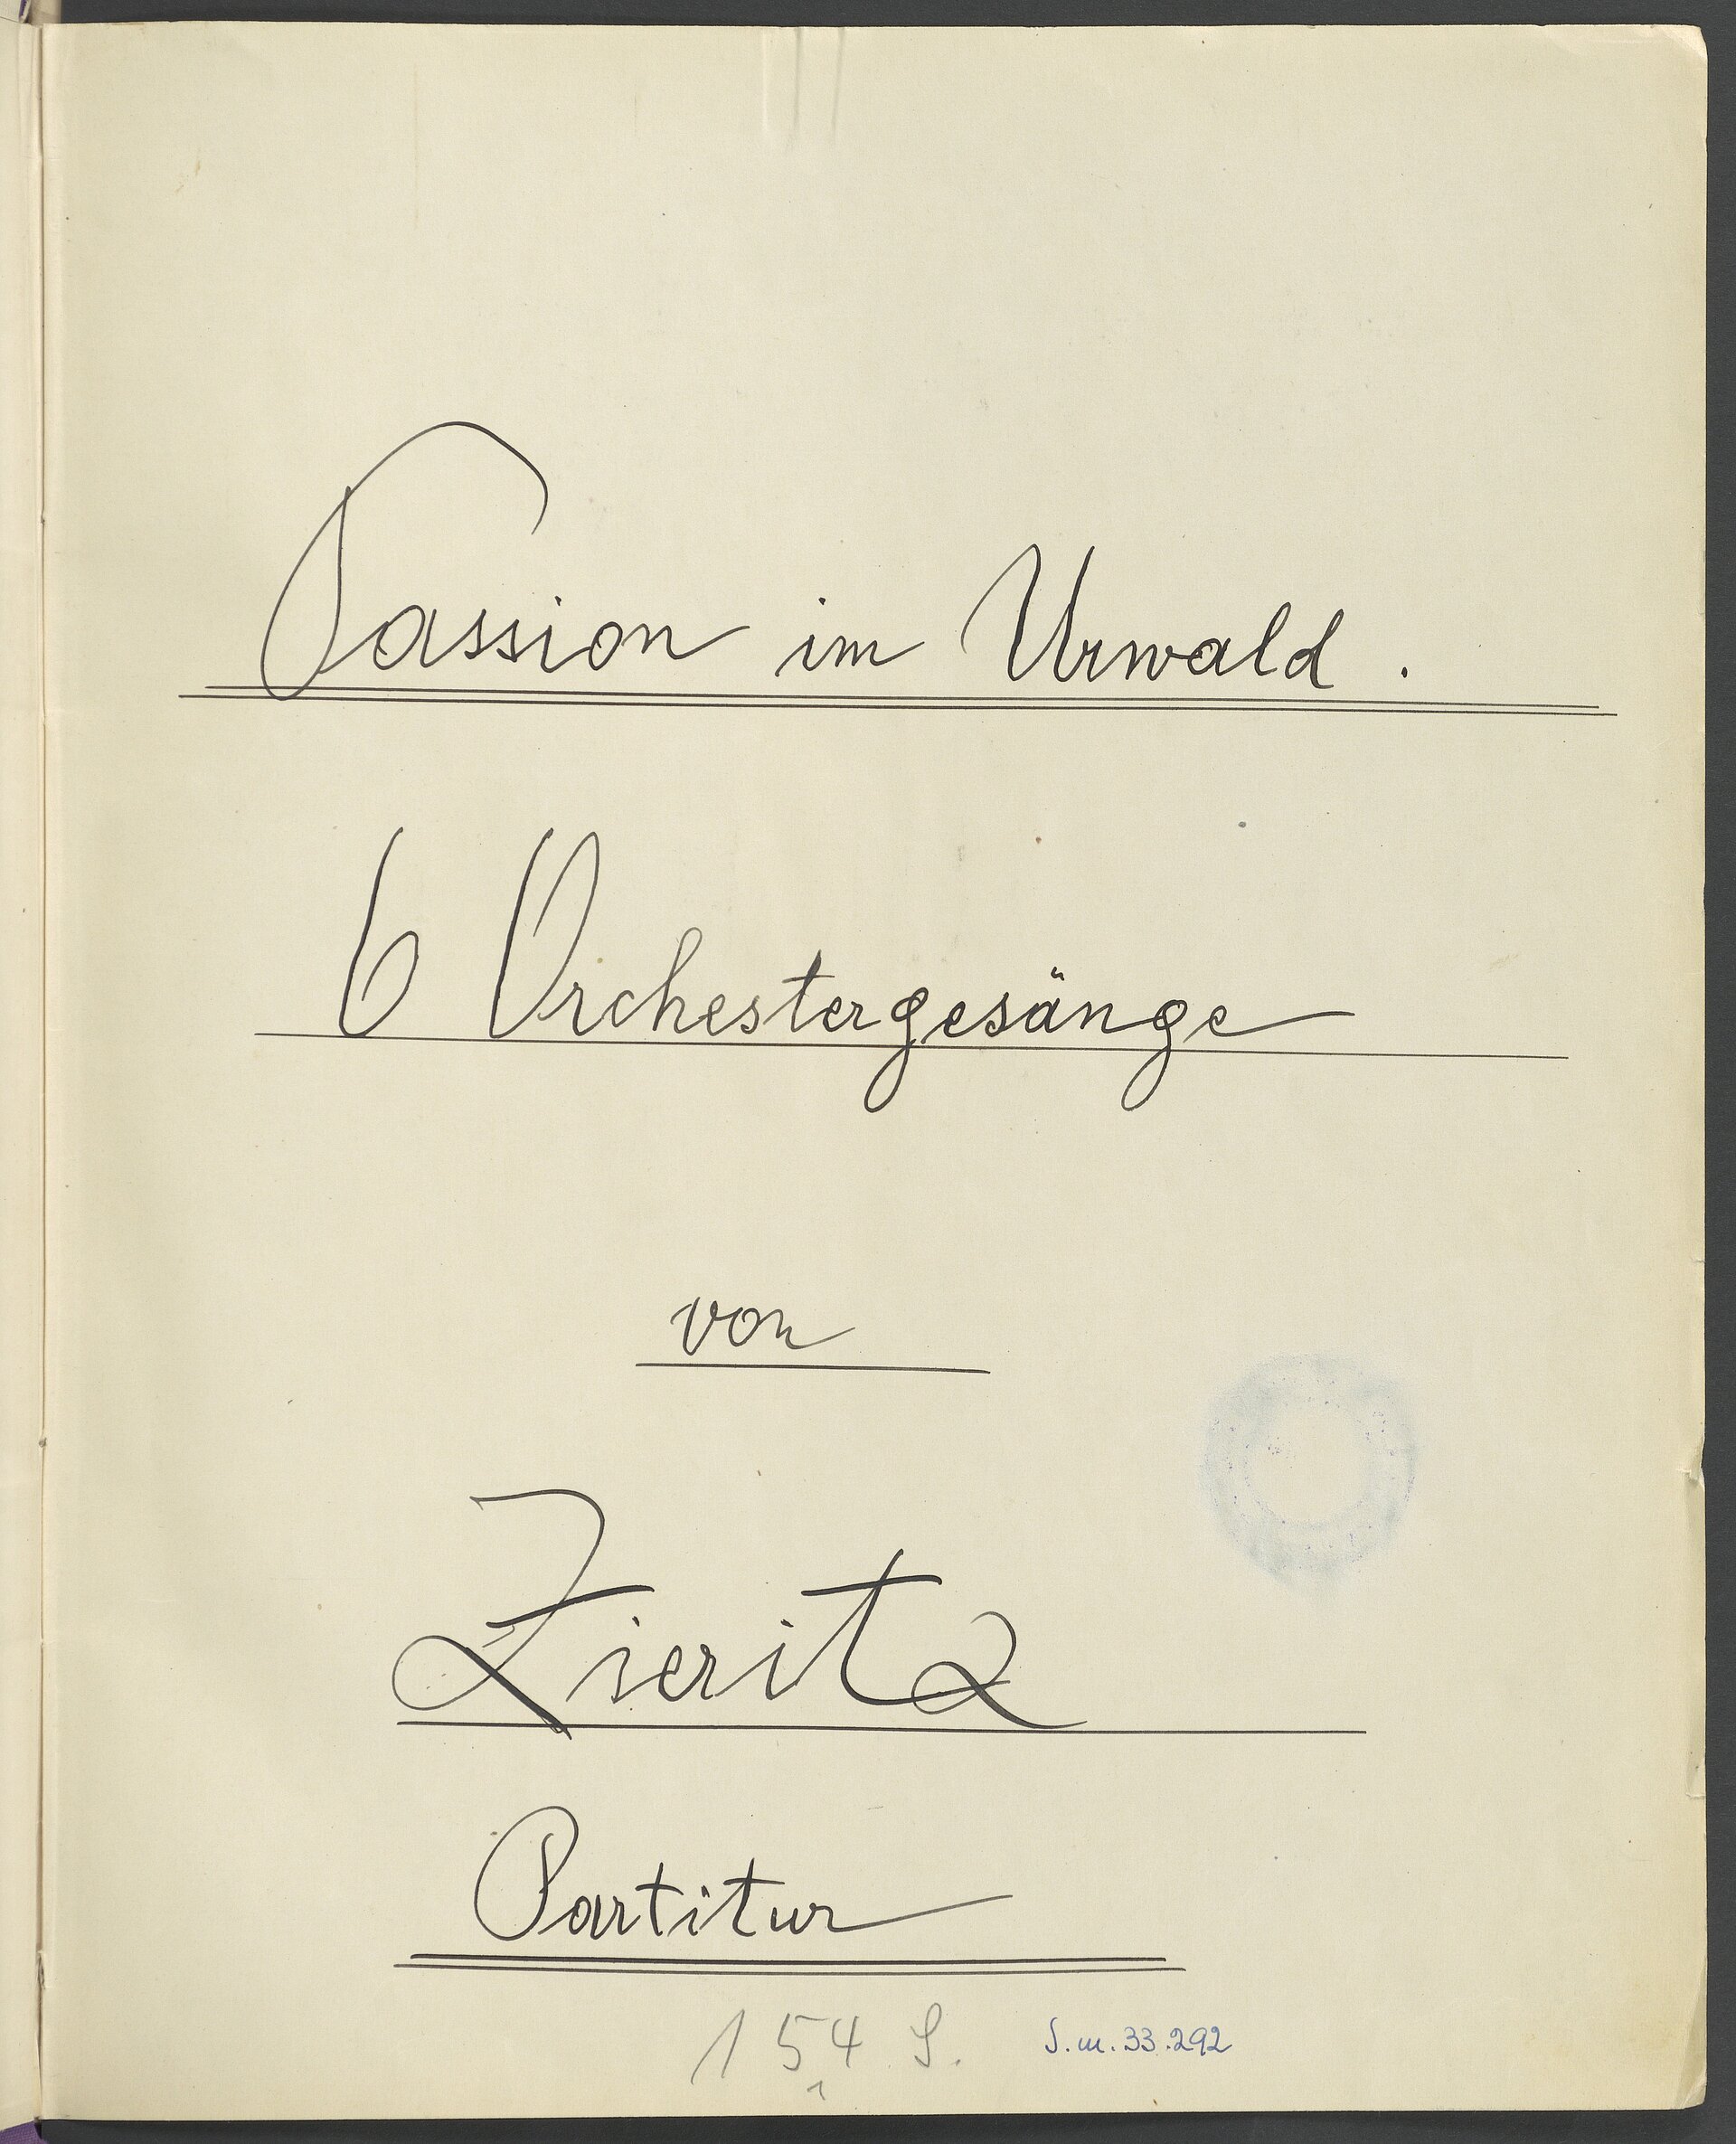 Passion im Urwald.
6 Orchestergesänge
von
Zieritz
Partitur
154 S.
S.m.33.292